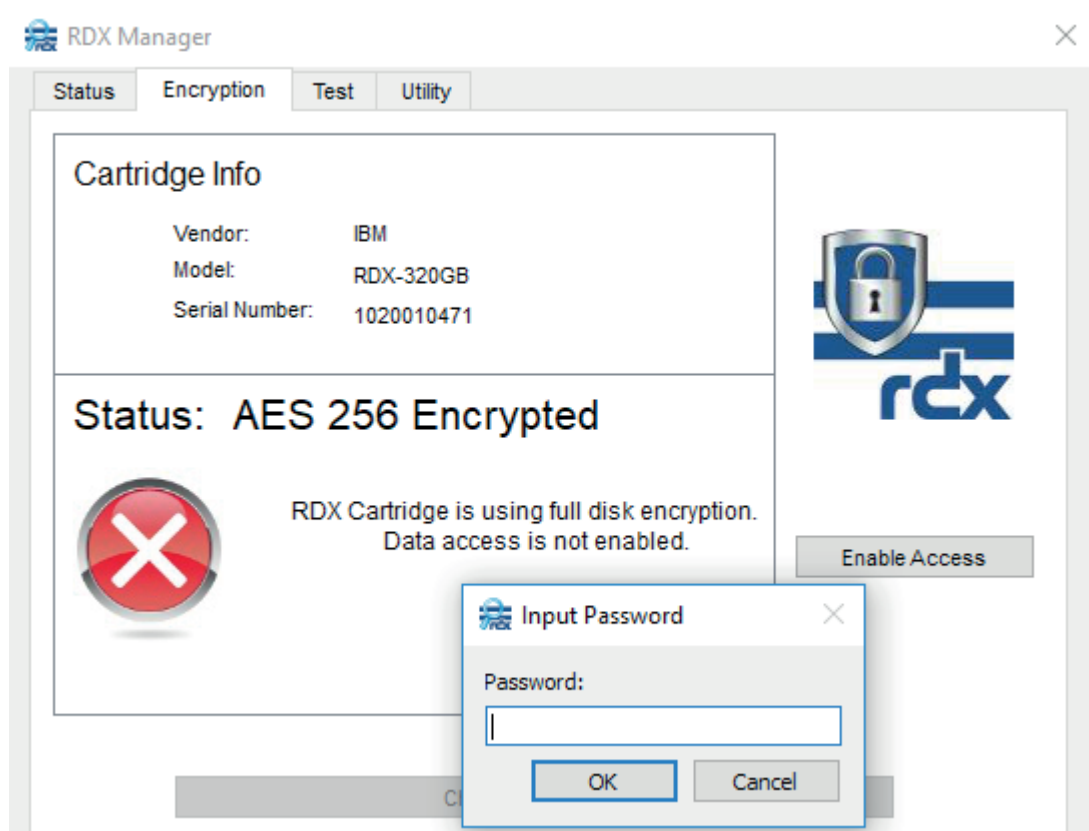 RDX Manager
Status Encryption Test Utility
Cartridge Info
Vendor: IBM
Model: RDX-320GB
Serial Number: 1020010471
rdx
Status: AES 256 Encrypted
RDX Cartridge is using full disk encryption.
Data access is not enabled.
Enable Access
Input Password
Password:
OK Cancel